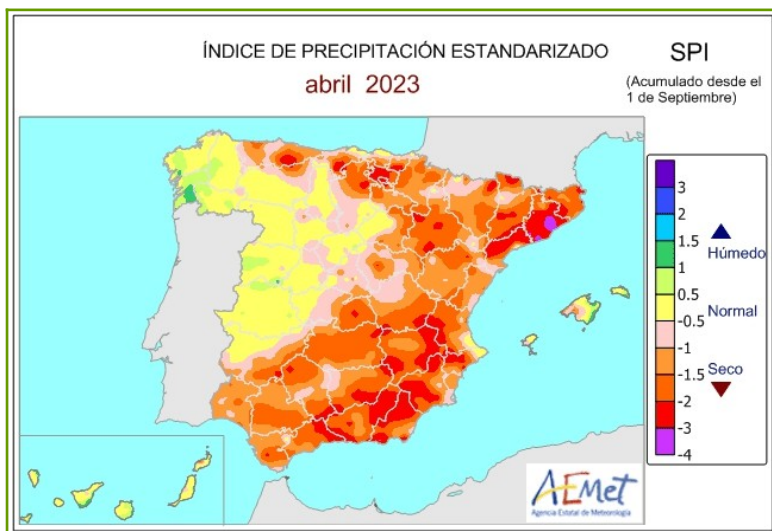 ÍNDICE DE PRECIPITACIÓN ESTANDARIZADO
SPI
abril 2023
(Acumulado desde el
1 de Septiembre)
3
2
1.5
1
0.5
-0.5
-1
-1.5
-2
-3
-4
Húmedo
Normal
Seco
AEMet
Agencia Estatal de Meteorología